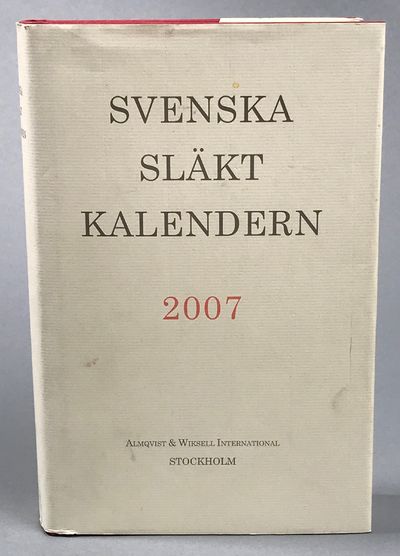 SVENSKA
SLÄKT
KALENDERN
2007
ALMQVIST & WIKSELL INTERNATIONAL
STOCKHOLM